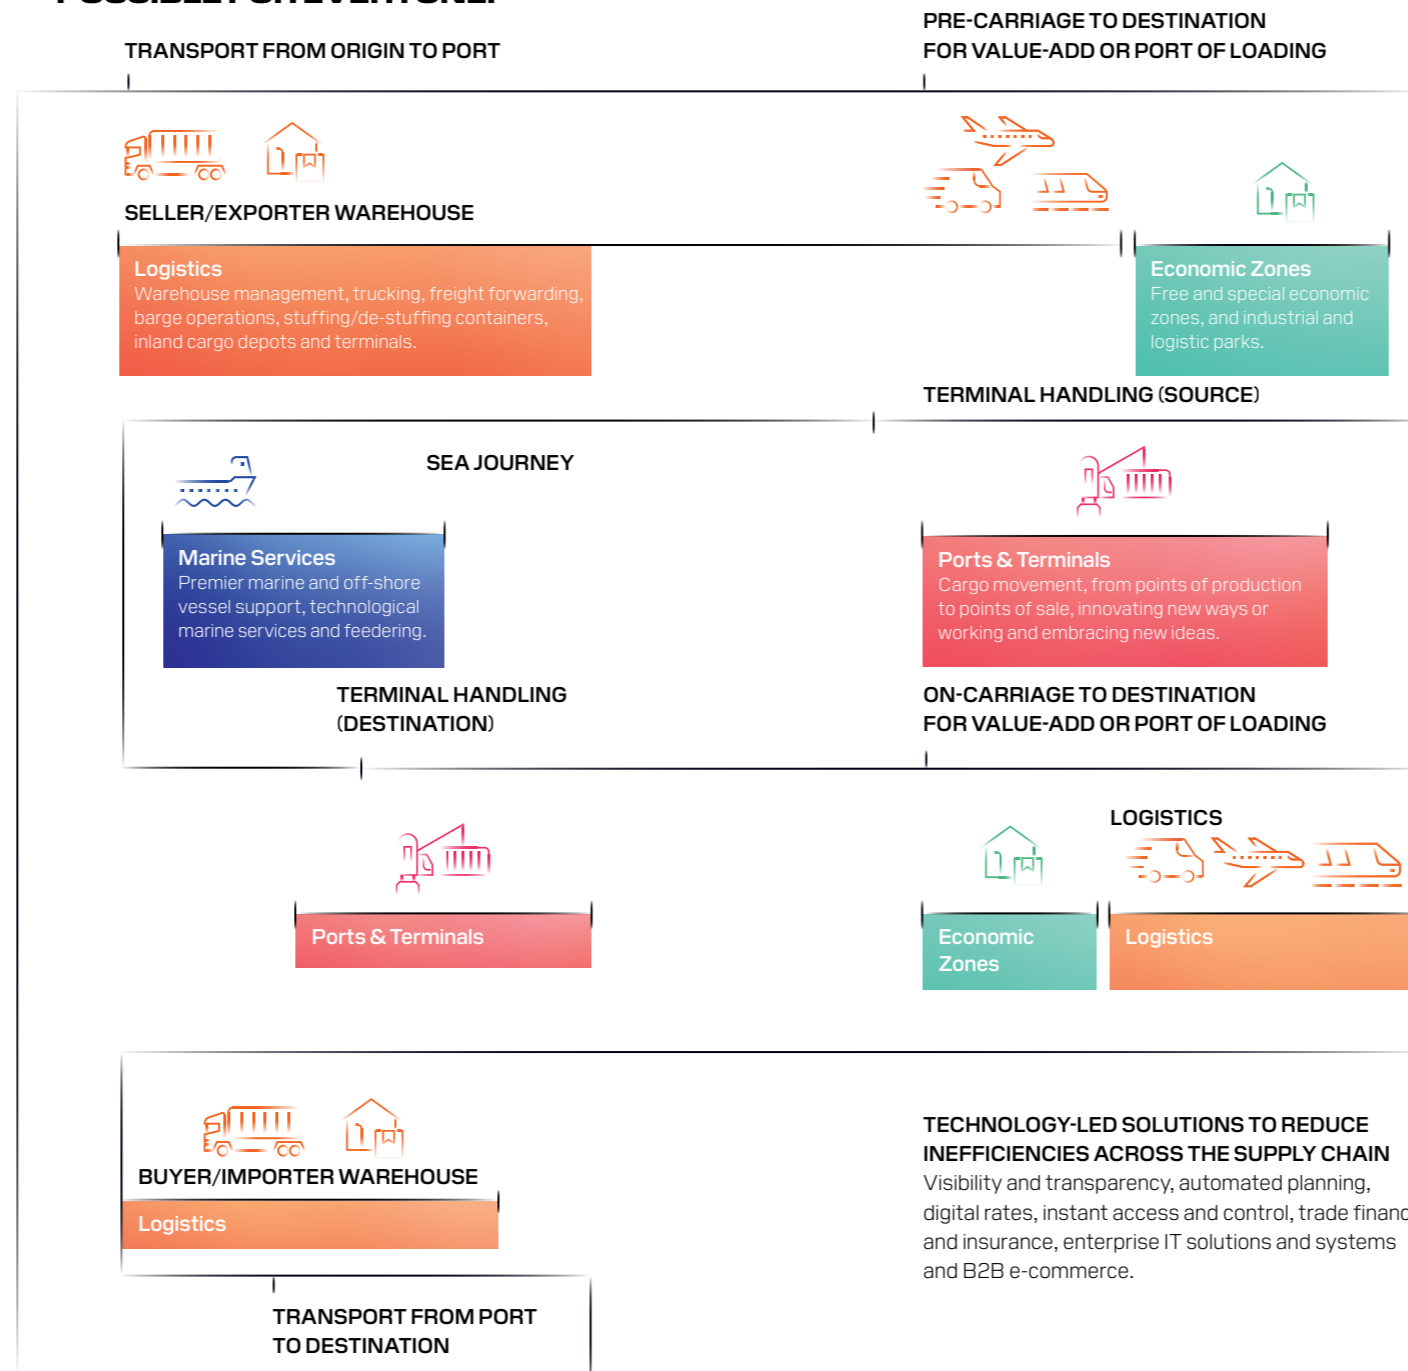 TRANSPORT FROM ORIGIN TO PORT
PRE-CARRIAGE TO DESTINATION
FOR VALUE-ADD OR PORT OF LOADING
SELLER/EXPORTER WAREHOUSE
Logistics
Warehouse management, trucking, freight forwarding,
barge operations, stuffing/de-stuffing containers,
inland cargo depots and terminals.
Economic Zones
Free and special economic
zones, and industrial and
logistic parks.
TERMINAL HANDLING (SOURCE)
SEA JOURNEY
Marine Services
Premier marine and off-shore
vessel support, technological
marine services and feedering.
Ports & Terminals
Cargo movement, from points of production
to points of sale, innovating new ways or
working and embracing new ideas.
TERMINAL HANDLING
(DESTINATION)
ON-CARRIAGE TO DESTINATION
FOR VALUE-ADD OR PORT OF LOADING
LOGISTICS
Ports & Terminals
Economic
Zones
Logistics
BUYER/IMPORTER WAREHOUSE
Logistics
TRANSPORT FROM PORT
TO DESTINATION
TECHNOLOGY-LED SOLUTIONS TO REDUCE
INEFFICIENCIES ACROSS THE SUPPLY CHAIN
Visibility and transparency, automated planning,
digital rates, instant access and control, trade financ
and insurance, enterprise IT solutions and systems
and B2B e-commerce.